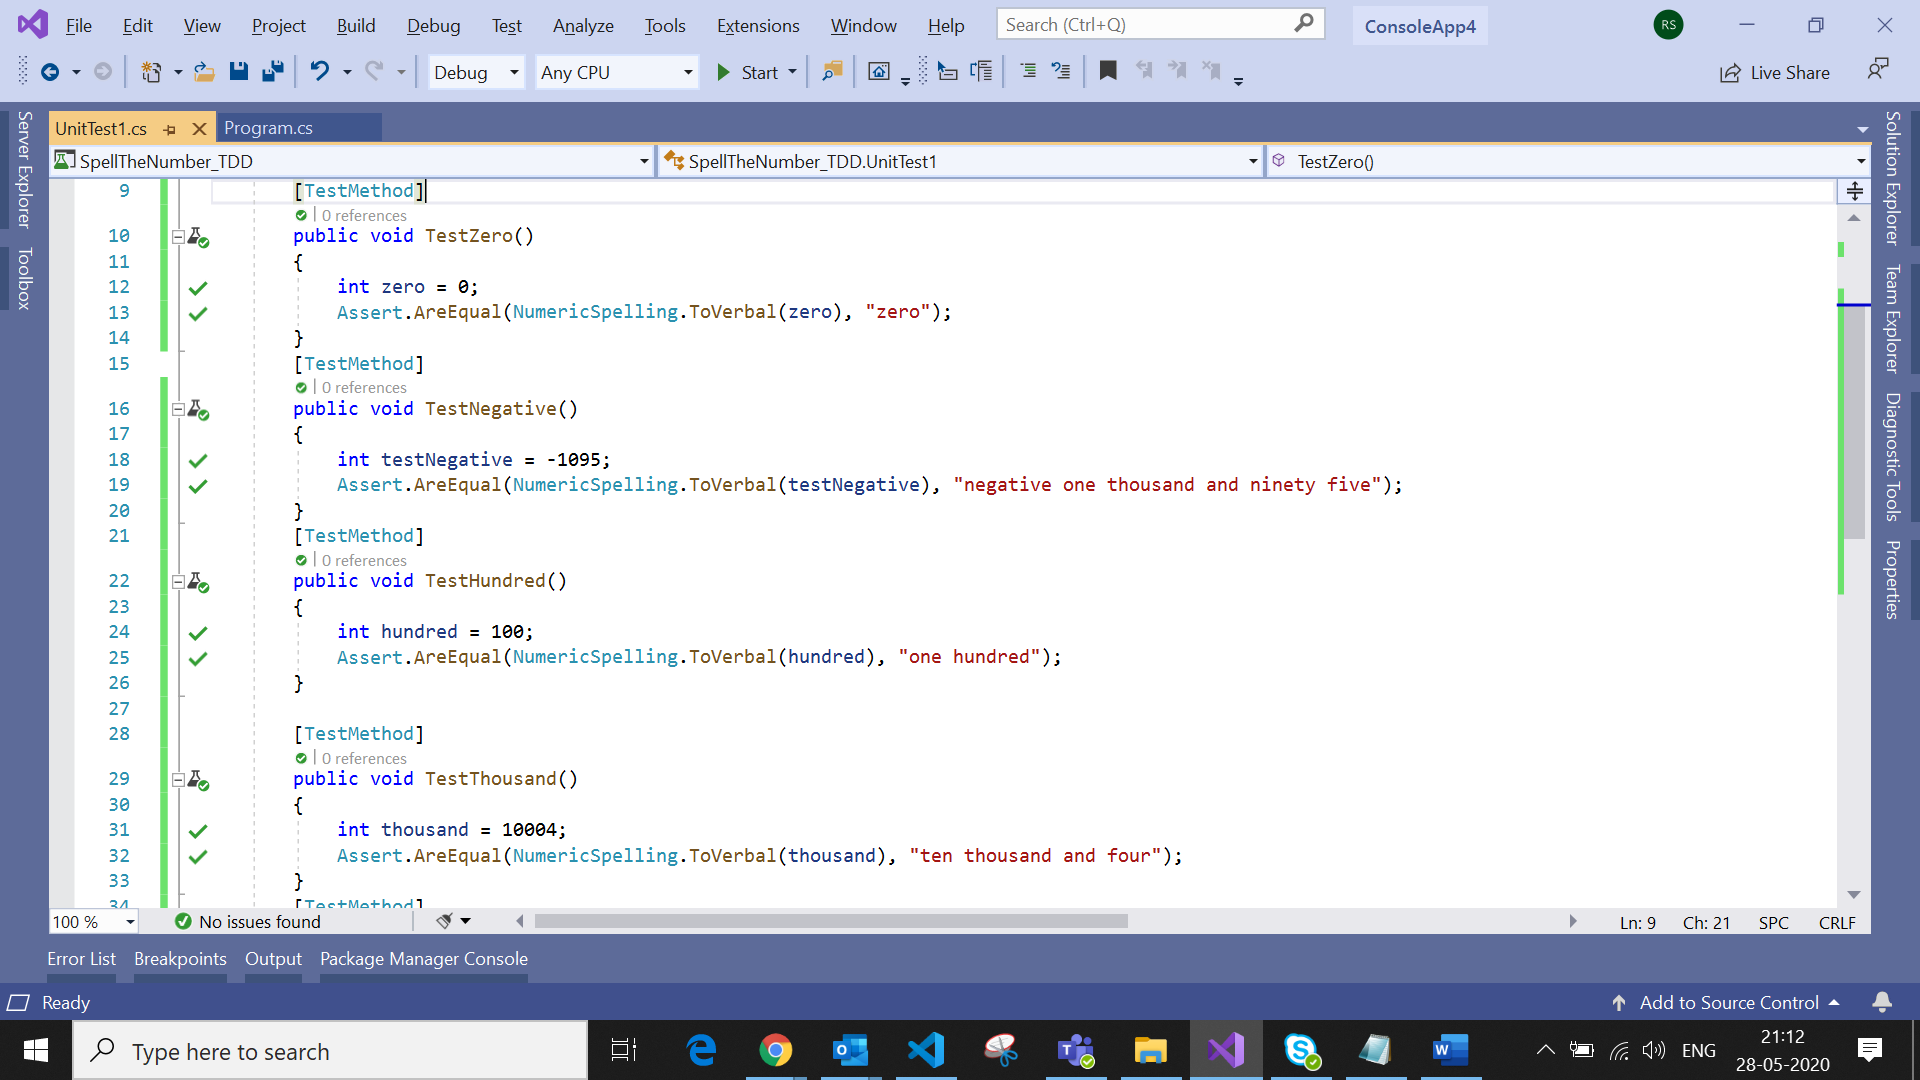 File Edit View Project Build Debug Test Analyze Tools Extensions Window Help Search (Ctrl+Q) ConsoleApp4 RS
Debug Any CPU Start Live Share
UnitTest1.cs Program.cs
SpellTheNumber_TDD SpellTheNumber_TDD.UnitTest1 TestZero()
Server Explorer
Toolbox
9 [TestMethod]
0 references
10 public void TestZero()
11 {
12 int zero = 0;
13 Assert.AreEqual(NumericSpelling.ToVerbal(zero), "zero");
14 }
15 [TestMethod]
0 references
16 public void TestNegative()
17 {
18 int testNegative = -1095;
19 Assert.AreEqual(NumericSpelling.ToVerbal(testNegative), "negative one thousand and ninety five");
20 }
21 [TestMethod]
0 references
22 public void TestHundred()
23 {
24 int hundred = 100;
25 Assert.AreEqual(NumericSpelling.ToVerbal(hundred), "one hundred");
26 }
27
28 [TestMethod]
0 references
29 public void TestThousand()
30 {
31 int thousand = 10004;
32 Assert.AreEqual(NumericSpelling.ToVerbal(thousand), "ten thousand and four");
33 }
34 [TestMethod]
Solution Explorer
Team Explorer
Diagnostic Tools
Properties
100 % No issues found Ln: 9 Ch: 21 SPC CRLF
Error List Breakpoints Output Package Manager Console
Ready Add to Source Control
Type here to search ENG 21:12
28-05-2020